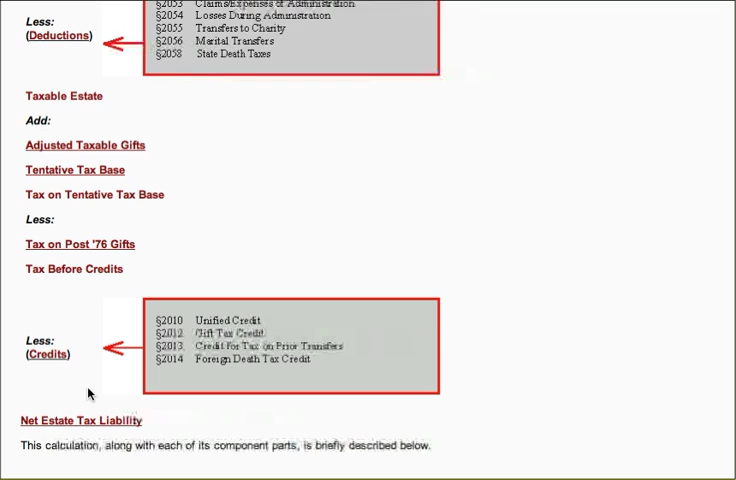 §2053 Claims/Expenses of Administration
Less:
(Deductions)
§2054 Losses During Administration
§2055 Transfers to Charity
§2056 Marital Transfers
§2058 State Death Taxes
Taxable Estate
Add:
Adjusted Taxable Gifts
Tentative Tax Base
Tax on Tentative Tax Base
Less:
Tax on Post '76 Gifts
Tax Before Credits
Less:
(Credits)
§2010 Unified Credit
§2012 Gift Tax Credit
§2013 Credit for Tax on Prior Transfers
§2014 Foreign Death Tax Credit
Net Estate Tax Liability
This calculation, along with each of its component parts, is briefly described below.